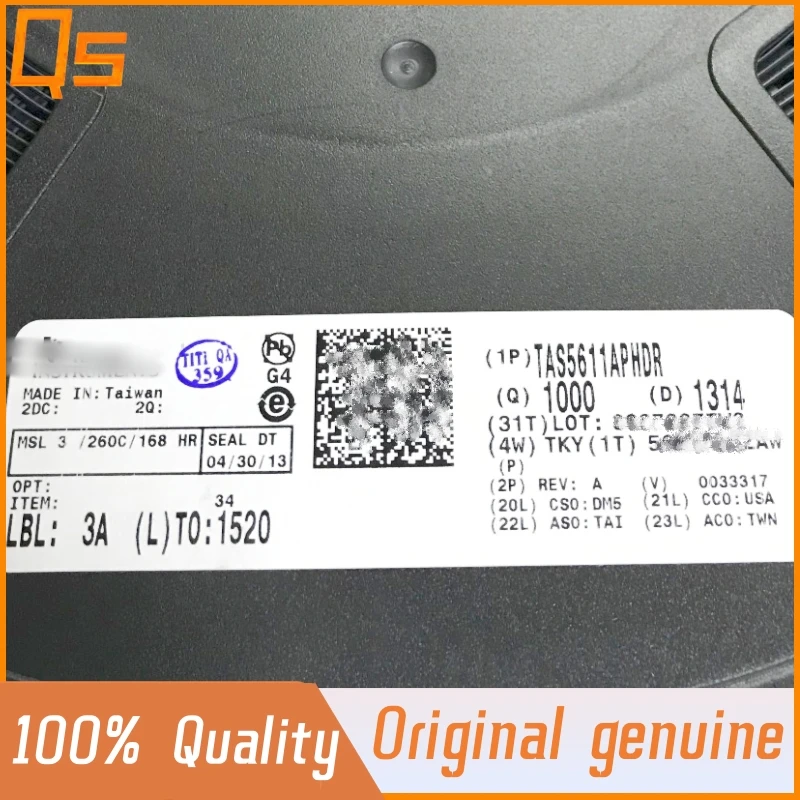 QS
TITI QA
359
Pb
G4
e
MADE IN: Taiwan
2DC: 2Q:
MSL 3 /260C/168 HR
SEAL DT
04/30/13
OPT:
ITEM: 34
LBL: 3A (L)TO:1520
(1P)TAS5611APHDR
(Q) 1000 (D) 1314
(31T)LOT:
(4W) TKY(1T)
(P)
(2P) REV: A (V) 0033317
(20L) CSO:DM5 (21L) CCO:USA
(22L) ASO:TAI (23L) ACO:TWN
100% Quality
Original genuine